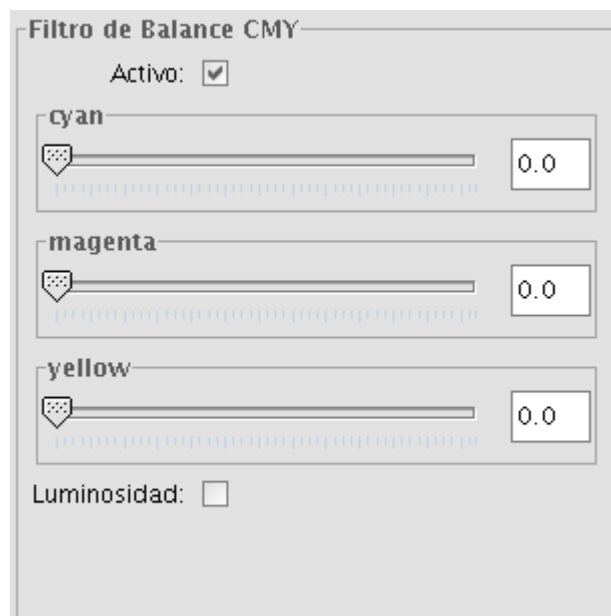 Filtro de Balance CMY
Activo:
cyan
0.0
magenta
0.0
yellow
0.0
Luminosidad: